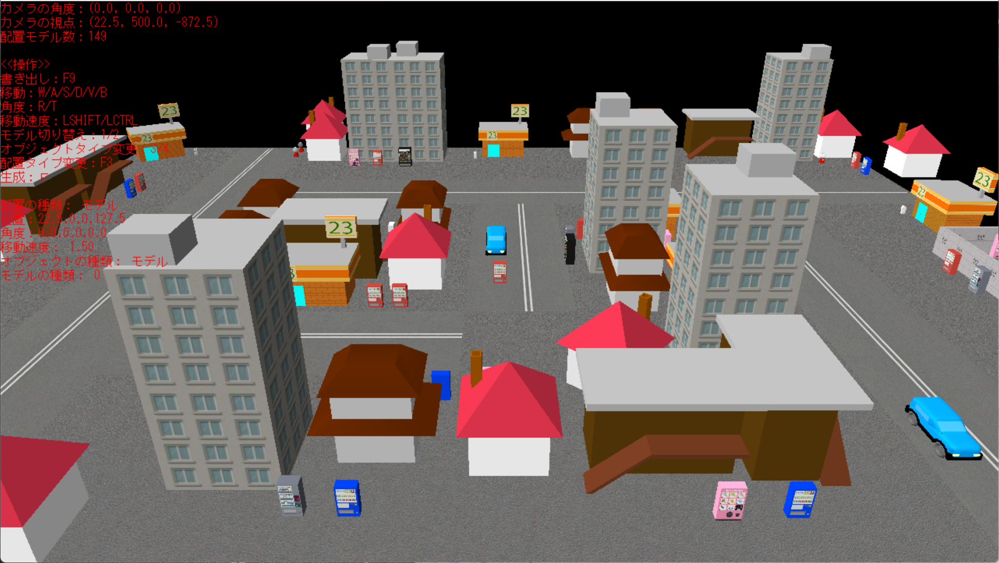 カメラの角度：(0.0, 0.0, 0.0)
カメラの視点：(22.5, 500.0, -872.5)
配置モデル数：149
<<操作>>
書き出し：F9
移動：W/A/S/D/V/B
角度：R/T
移動速度：LSHIFT/LCTRL
モデル切り替え：1/2
オブジェクトタイプ変更：3/4
配置タイプ変更：F3
生成：
配置の種類： モデル
位置：22.5,0.0,127.5
角度：0.0,0.0,0.0
移動速度： 1.50
オブジェクトの種類： モデル
モデルの種類： 0
23
23
23
23
23
23
23